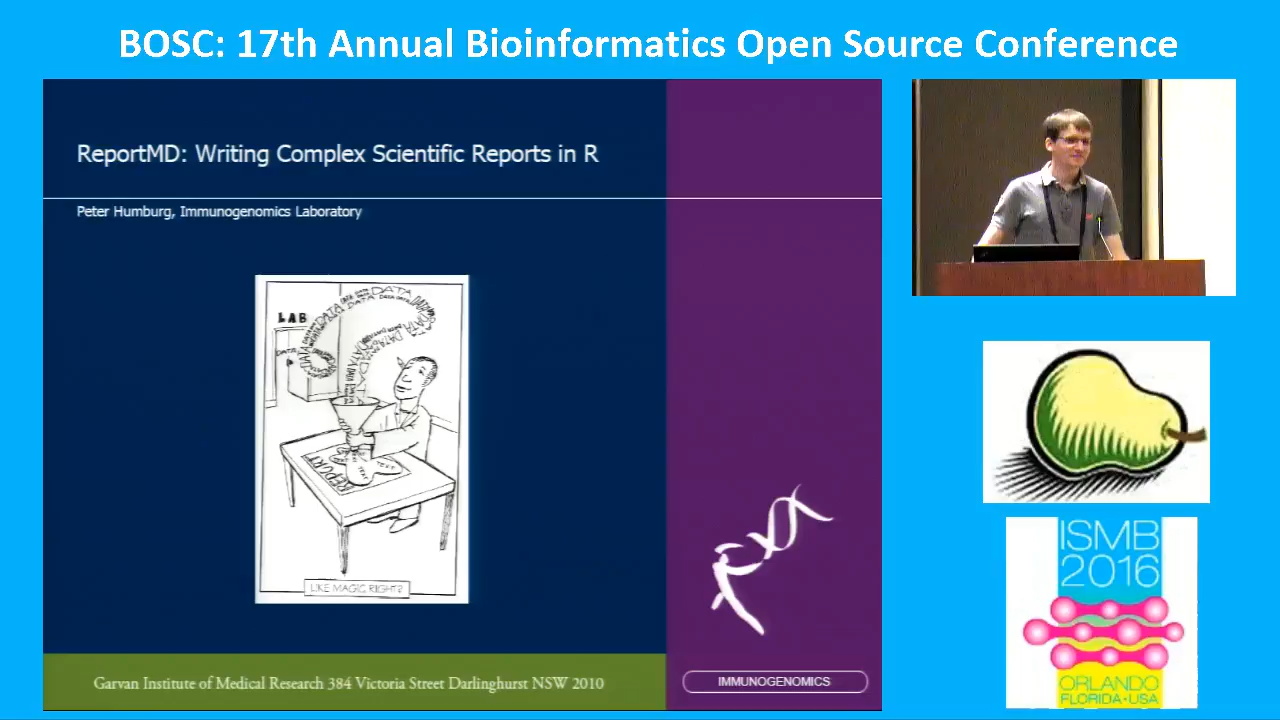 BOSC: 17th Annual Bioinformatics Open Source Conference
ReportMD: Writing Complex Scientific Reports in R
Peter Humburg, Immunogenomics Laboratory
LAB
DATA
REPORT
LIKE MAGIC, RIGHT?
Garvan Institute of Medical Research 384 Victoria Street Darlinghurst NSW 2010
IMMUNOGENOMICS
ISMB
2016
ORLANDO
FLORIDA•USA